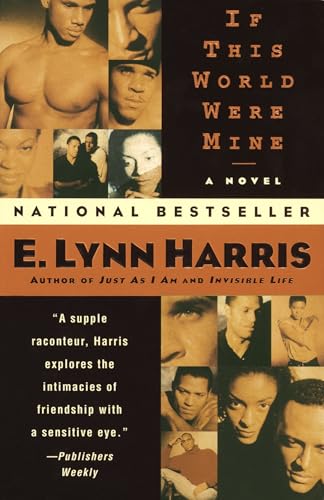 IF
THIS
WORLD
WERE
MINE
A NOVEL
NATIONAL BESTSELLER
E. LYNN HARRIS
AUTHOR OF JUST AS I AM AND INVISIBLE LIFE
"A supple
raconteur, Harris
explores the
intimacies of
friendship with
a sensitive eye."
—Publishers
Weekly